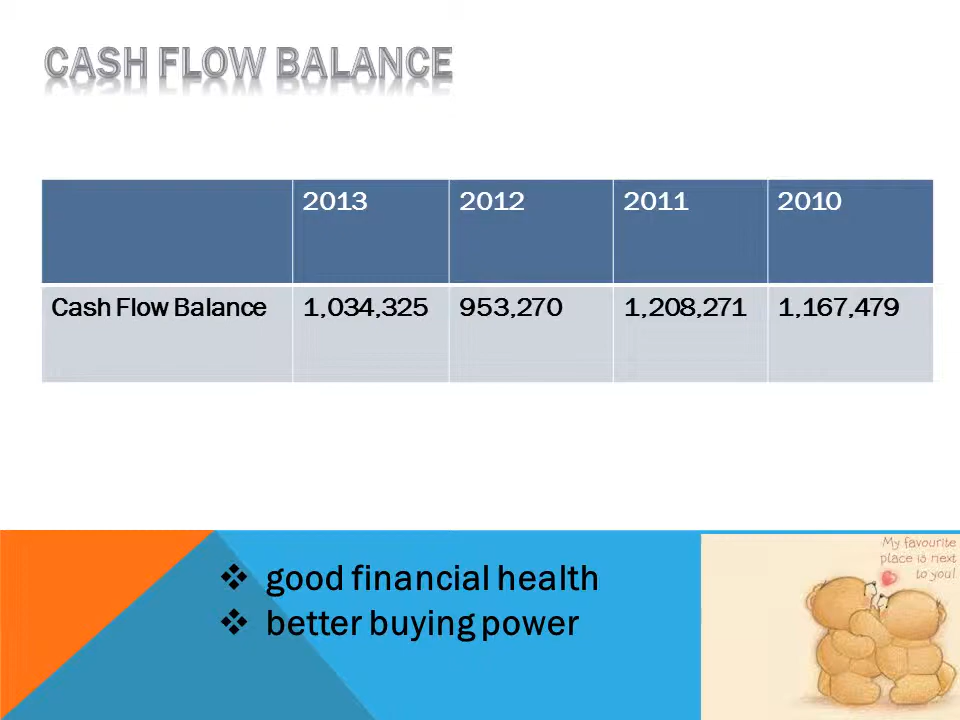 CASH FLOW BALANCE
2013 2012 2011 2010
Cash Flow Balance 1,034,325 953,270 1,208,271 1,167,479
❖ good financial health
❖ better buying power
My favourite
place is next
to you!